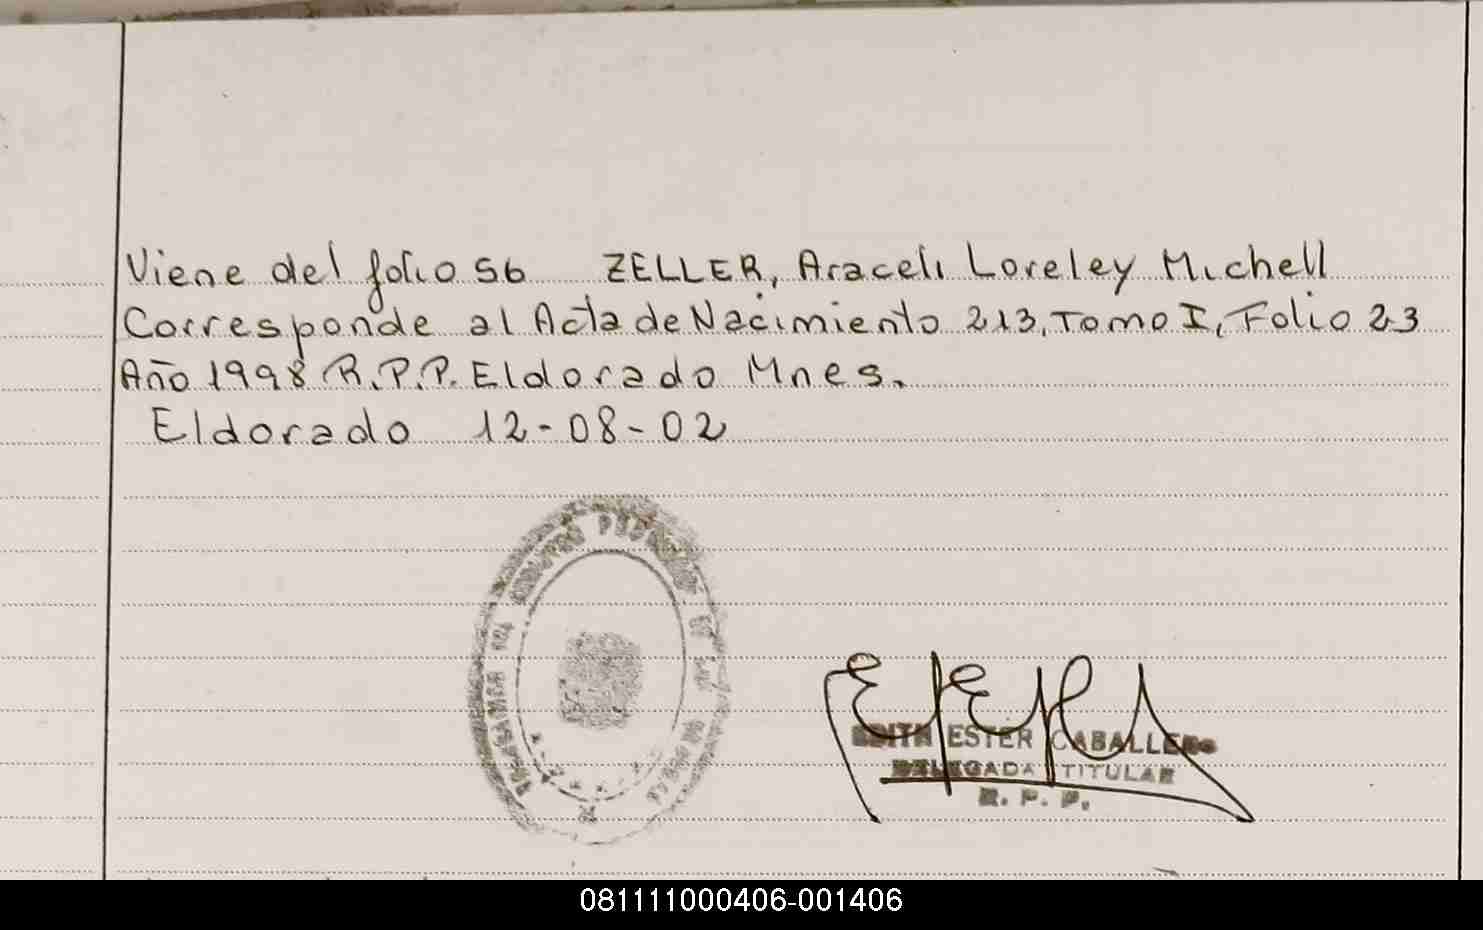 Viene del folio 56 ZELLER, Araceli Loreley Michell
Corresponde al Acta de Nacimiento 213, Tomo I, Folio 23
Año 1998 R.P.P. Eldorado Mnes.
Eldorado 12-08-02
EDITH ESTER CABALLERO
DELEGADA TITULAR
R. P. P.
081111000406-001406